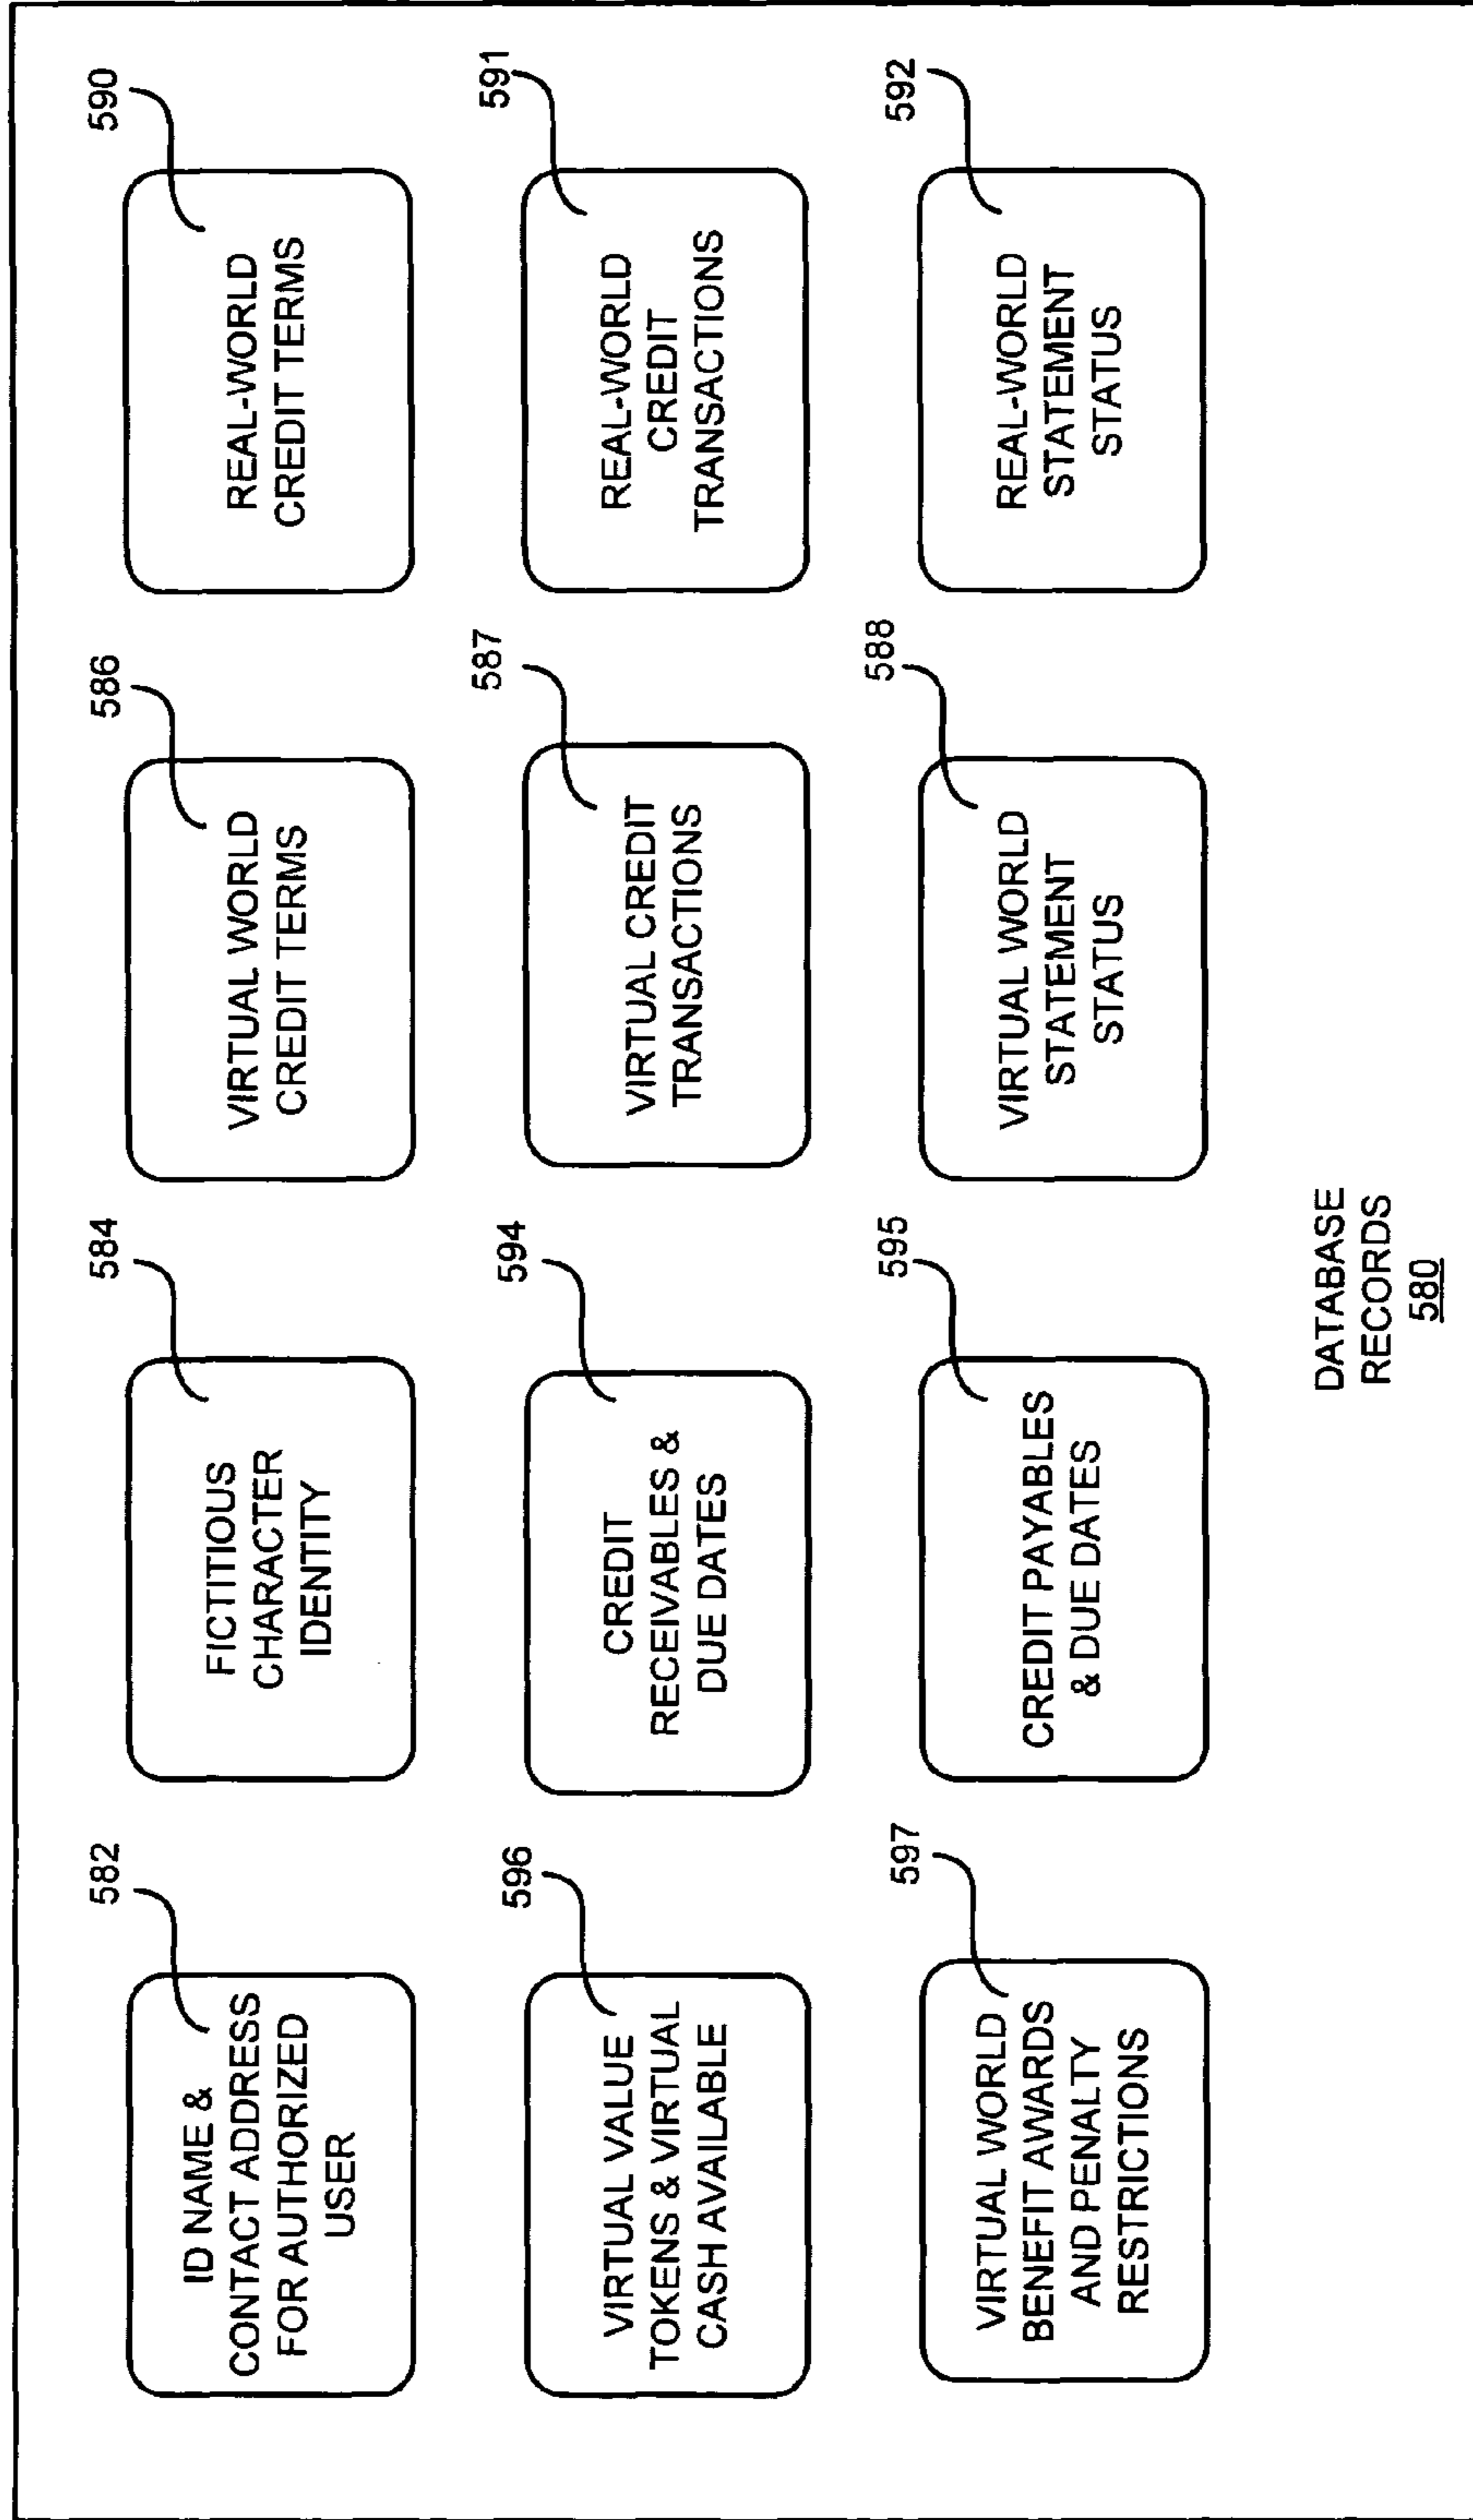 582
ID NAME &
CONTACT ADDRESS
FOR AUTHORIZED
USER
584
FICTITIOUS
CHARACTER
IDENTITY
586
VIRTUAL WORLD
CREDIT TERMS
590
REAL-WORLD
CREDIT TERMS
596
VIRTUAL VALUE
TOKENS & VIRTUAL
CASH AVAILABLE
594
CREDIT
RECEIVABLES &
DUE DATES
587
VIRTUAL CREDIT
TRANSACTIONS
591
REAL-WORLD
CREDIT
TRANSACTIONS
597
VIRTUAL WORLD
BENEFIT AWARDS
AND PENALTY
RESTRICTIONS
595
CREDIT PAYABLES
& DUE DATES
588
VIRTUAL WORLD
STATEMENT
STATUS
592
REAL-WORLD
STATEMENT
STATUS
DATABASE
RECORDS
580